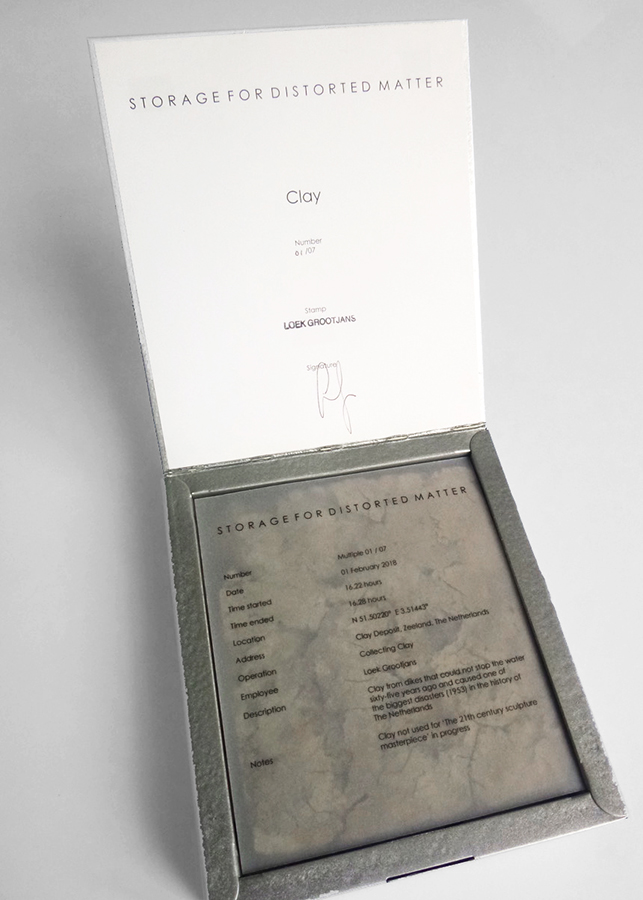 STORAGE FOR DISTORTED MATTER
Clay
Number
01 /07
Stamp
LOEK GROOTJANS
Signature
STORAGE FOR DISTORTED MATTER
Number Multiple 01 / 07
Date 01 February 2018
Time started 16.22 hours
Time ended 16.28 hours
Location N 51.50220° E 3.51443°
Address Clay Deposit, Zeeland, The Netherlands
Operation Collecting Clay
Employee Loek Grootjans
Description Clay from dikes that could not stop the water
sixty-five years ago and caused one of
the biggest disasters (1953) in the history of
The Netherlands
Notes Clay not used for 'The 21th century sculpture
masterpiece' in progress